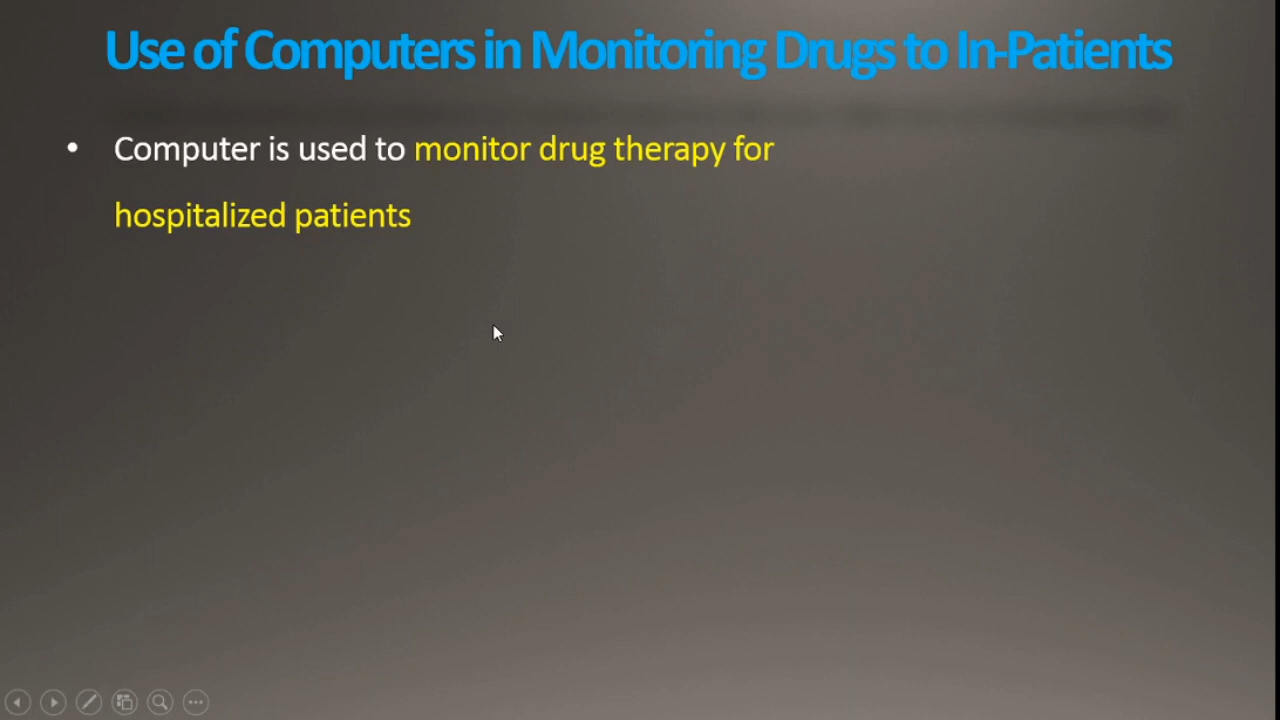 Use of Computers in Monitoring Drugs to In-Patients
• Computer is used to monitor drug therapy for
hospitalized patients